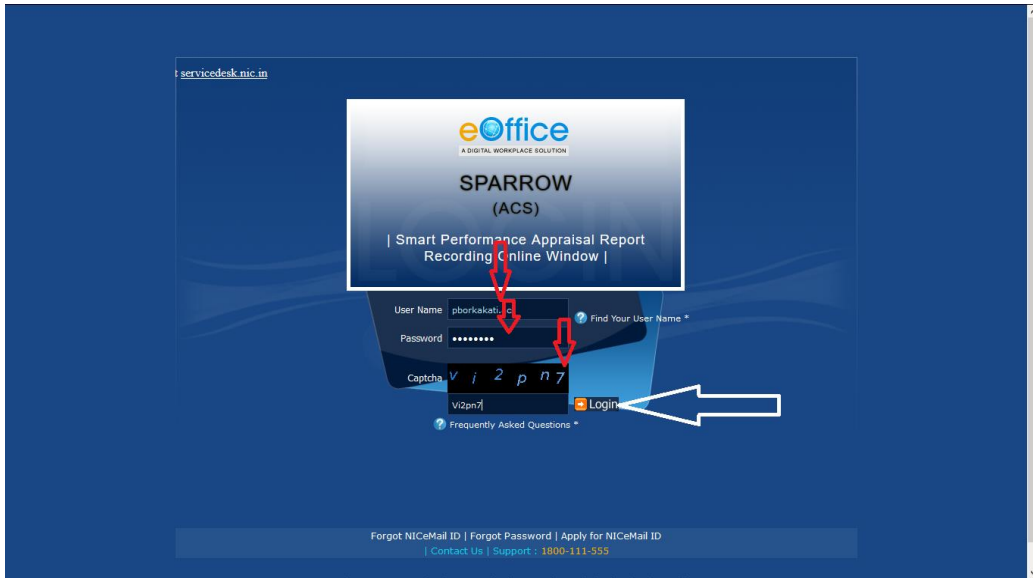 t servicedesk.nic.in
eOffice
A DIGITAL WORKPLACE SOLUTION
SPARROW
(ACS)
| Smart Performance Appraisal Report
Recording Online Window |
User Name
? Find Your User Name *
Password ••••••••
Captcha v i 2 p n 7
Vi2pn7
Login
? Frequently Asked Questions *
Forgot NICeMail ID | Forgot Password | Apply for NICeMail ID
| Contact Us | Support : 1800-111-555